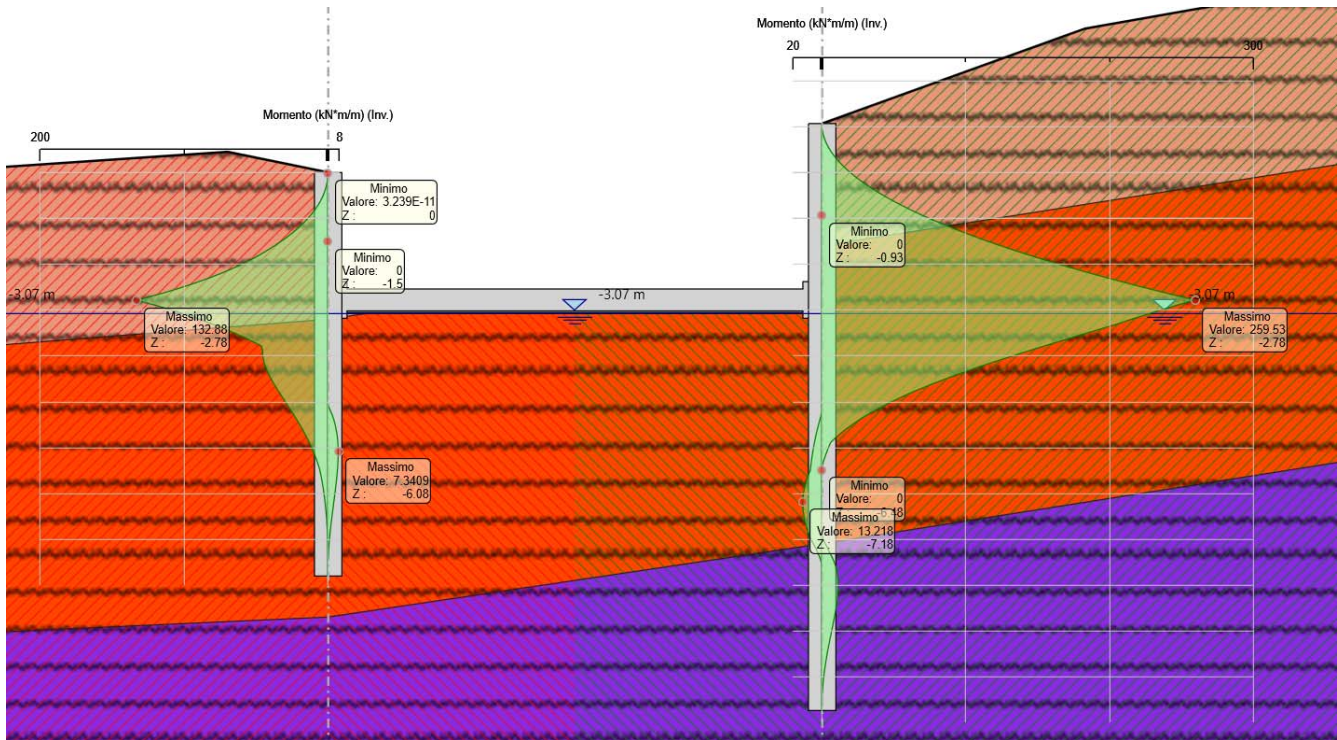 Momento (kN*m/m) (Inv.)
20
300
Momento (kN*m/m) (Inv.)
200
8
Minimo
Valore: 3.239E-11
Z : 0
Minimo
Valore: 0
Z : -0.93
Minimo
Valore: 0
Z : -1.5
-3.07 m
-3.07 m
-3.07 m
Massimo
Valore: 132.88
Z : -2.78
Massimo
Valore: 259.53
Z : -2.78
Massimo
Valore: 7.3409
Z : -6.08
Minimo
Valore: 0
-6.48
Massimo
Valore: 13.218
Z : -7.18